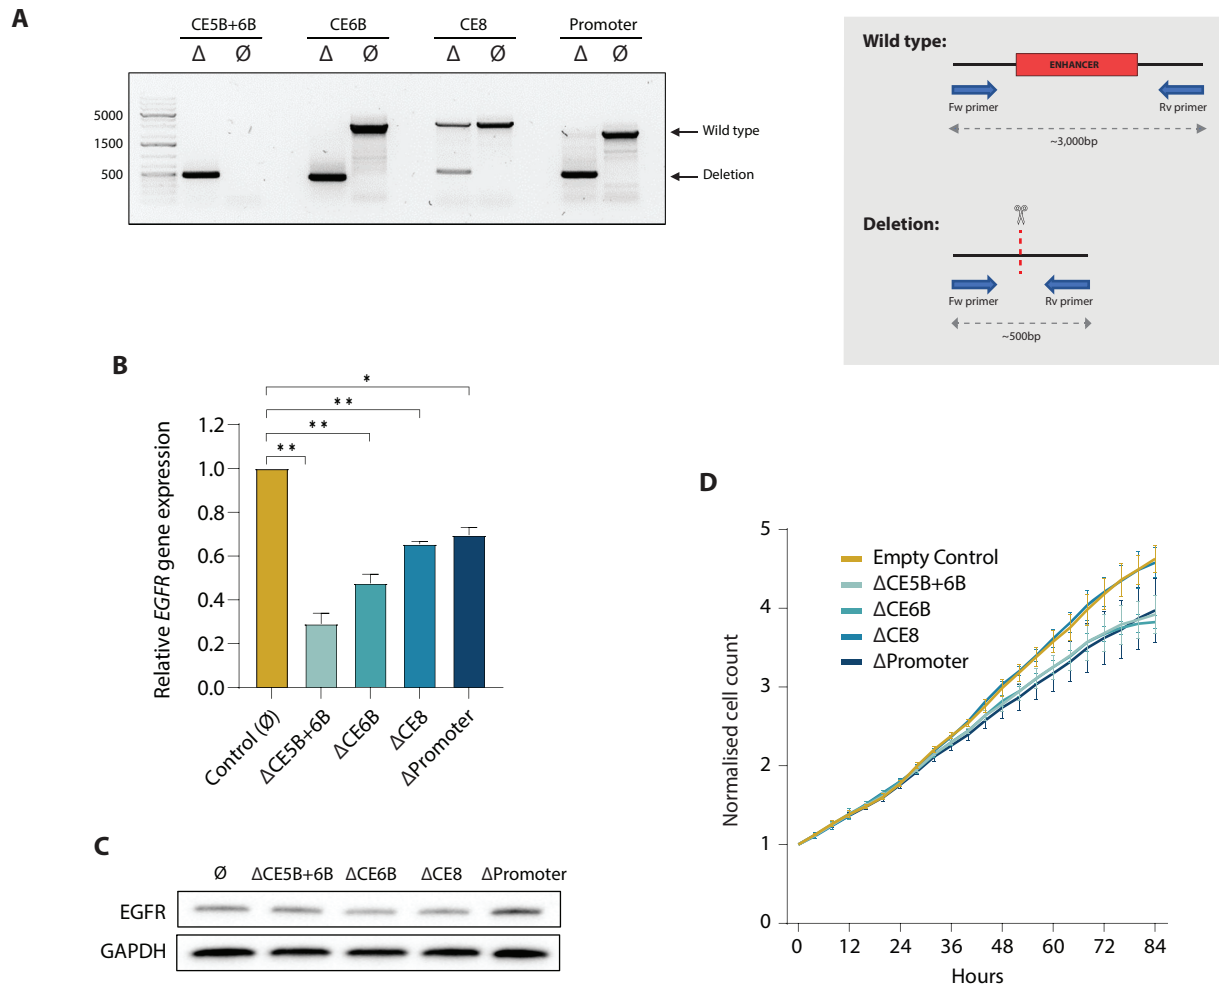 A
CE5B+6B CE6B CE8 Promoter
Δ Ø Δ Ø Δ Ø Δ Ø
5000
1500
500
Wild type
Deletion
Wild type:
ENHANCER
Fw primer Rv primer
~3,000bp
Deletion:
Fw primer Rv primer
~500bp
B
*
**
**
**
Relative EGFR gene expression
1.2
1.0
0.8
0.6
0.4
0.2
0.0
Control (Ø)
ΔCE5B+6B
ΔCE6B
ΔCE8
ΔPromoter
C
Ø ΔCE5B+6B ΔCE6B ΔCE8 ΔPromoter
EGFR
GAPDH
D
Normalised cell count
5
4
3
2
1
0
Empty Control
ΔCE5B+6B
ΔCE6B
ΔCE8
ΔPromoter
0 12 24 36 48 60 72 84
Hours